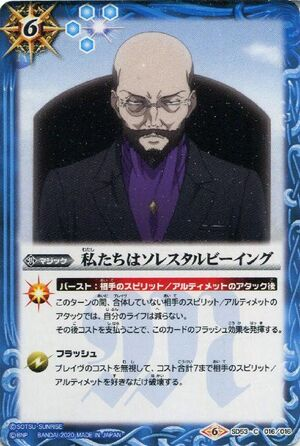 6
わたし
マジック
私たちはソレスタルビーイング
バースト:相手のスピリット/アルティメットのアタック後
このターンの間、合体していない相手のスピリット/アルティメットの
アタックでは、自分のライフは減らない。
その後コストを支払うことで、このカードのフラッシュ効果を発揮する。
フラッシュ
ブレイヴのコストを無視して、コスト合計7まで相手のスピリット/アルティ
メットを好きなだけ破壊する。
©SOTSU・SUNRISE
©BNP BANDAI 2020 MADE IN JAPAN
6 SD53-C 016/016